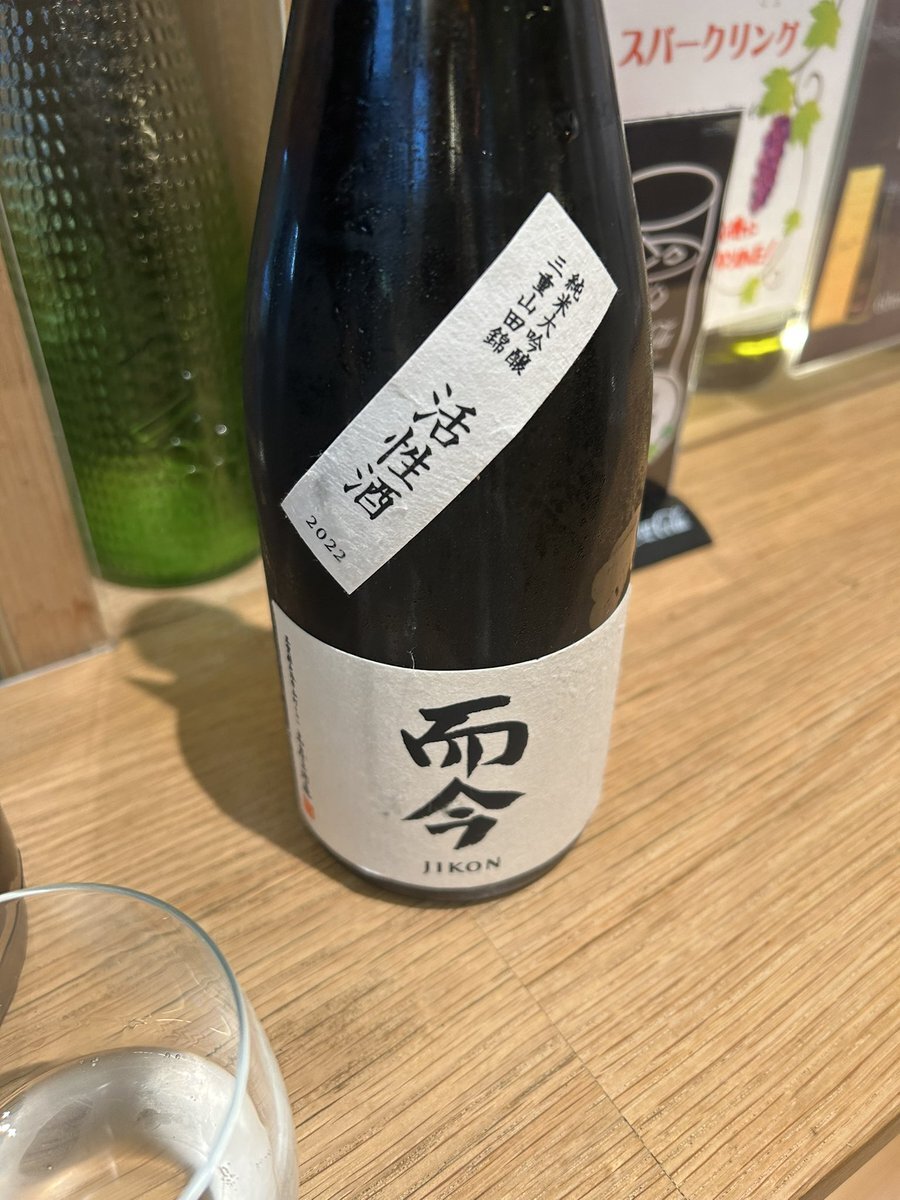 スパークリング
純米大吟醸
三重山田錦
活性酒
2022
而今
JIKON